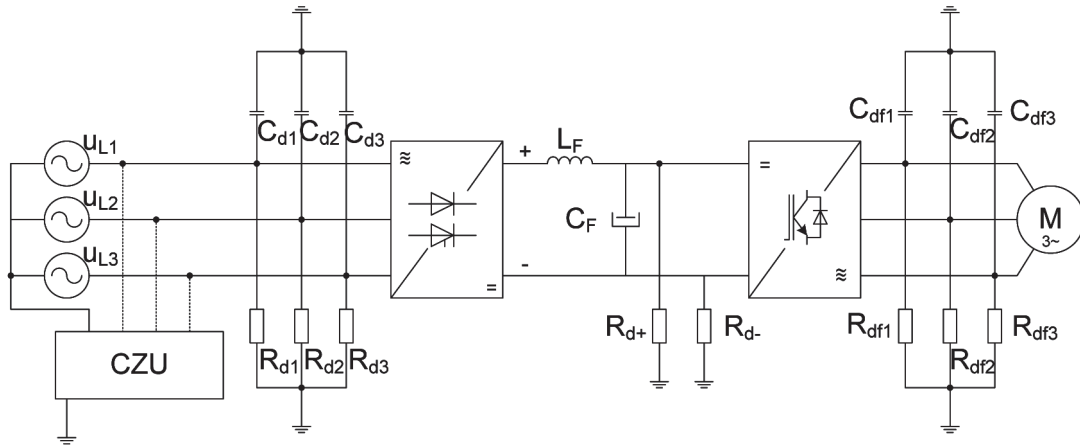 uL1
uL2
uL3
CZU
Cd1 Cd2 Cd3
Rd1 Rd2 Rd3
≋
=
+
-
LF
CF
Rd+ Rd-
=
≋
Cdf1 Cdf2 Cdf3
Rdf1 Rdf2 Rdf3
M
3~